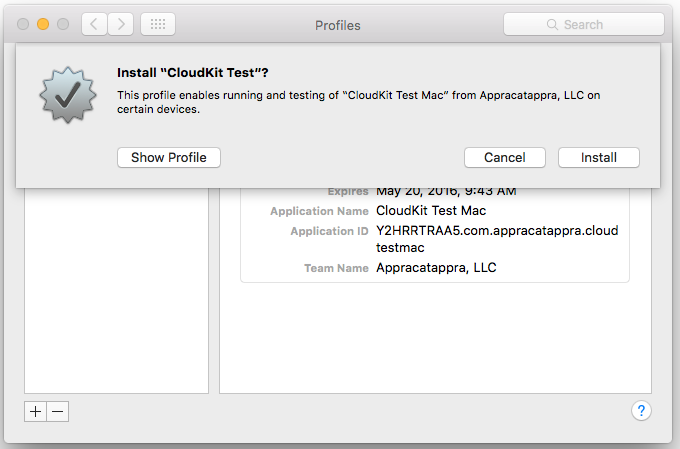 Profiles
Search
Install “CloudKit Test”?
This profile enables running and testing of “CloudKit Test Mac” from Appracatappra, LLC on
certain devices.
Show Profile
Cancel
Install
Expires May 20, 2016, 9:43 AM
Application Name CloudKit Test Mac
Application ID Y2HRRTRAA5.com.appracatappra.cloud
testmac
Team Name Appracatappra, LLC
+ −
?